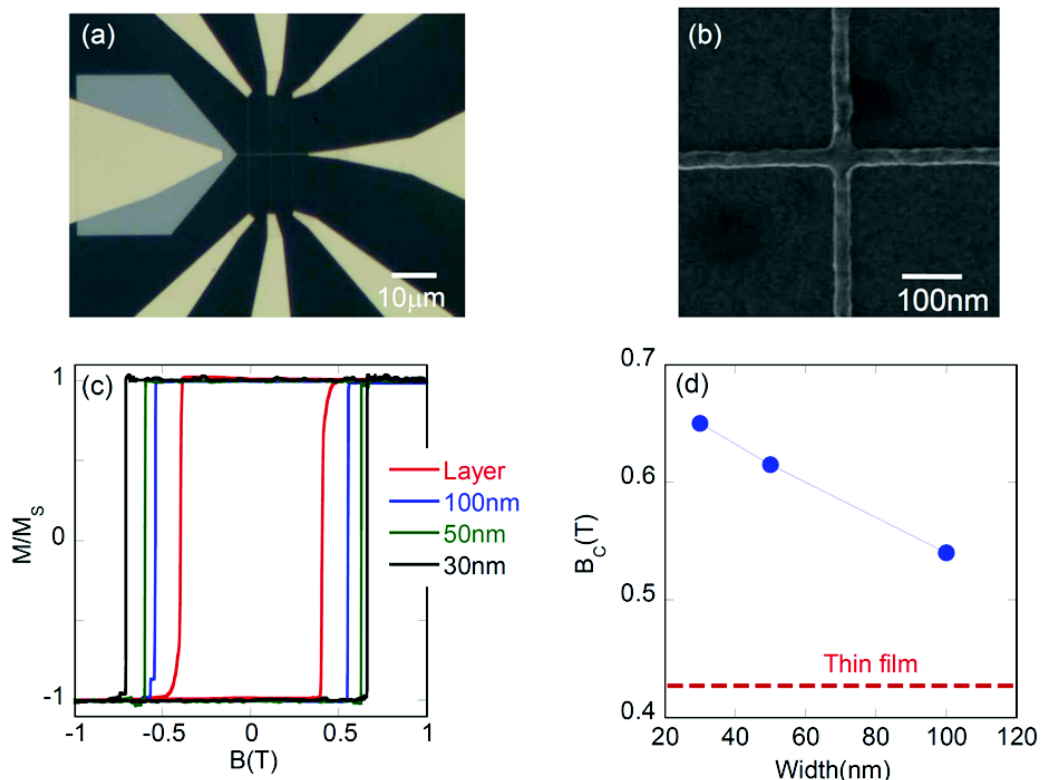 (a)
10μm
(b)
100nm
(c)
1
0
-1
M/M_S
-1
-0.5
0
0.5
1
B(T)
Layer
100nm
50nm
30nm
(d)
0.7
0.6
0.5
0.4
B_C(T)
Thin film
20
40
60
80
100
120
Width(nm)